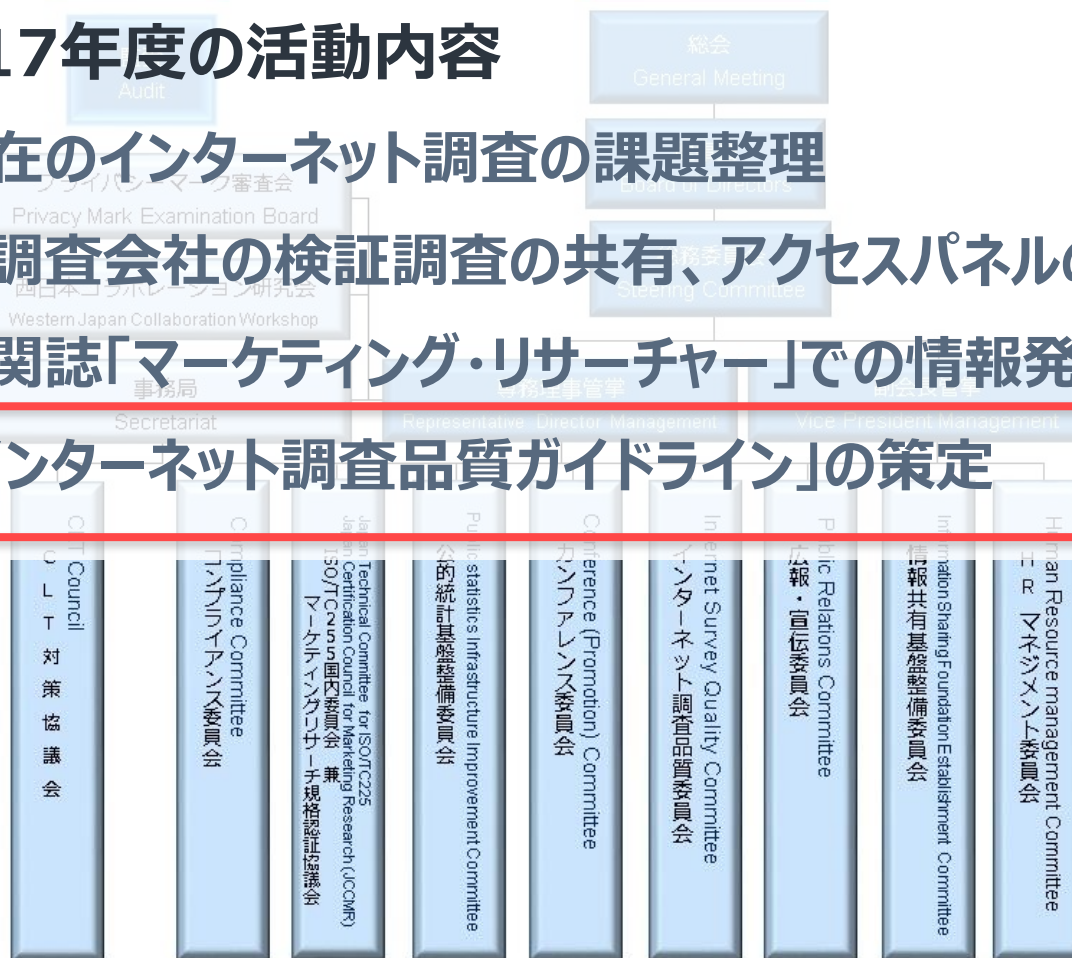 17年度の活動内容
在のインターネット調査の課題整理
調査会社の検証調査の共有、アクセスパネルの
関誌「マーケティング・リサーチャー」での情報発
インターネット調査品質ガイドライン」の策定
Audit
総会
General Meeting
プライバシーマーク審査会
Privacy Mark Examination Board
Board of Directors
西日本コラボレーション研究会
Western Japan Collaboration Workshop
Steering Committee
事務局
Secretariat
専務理事管掌
Representative Director Management
副会長管掌
Vice President Management
CLT Council
CLT対策協議会
Compliance Committee
コンプライアンス委員会
Japan Technical Committee for ISO/TC225
Japan Certification Council for Marketing Research (JCCMR)
ISO/TC255国内委員会 兼
マーケティングリサーチ規格認証協議会
Public statistics Infrastructure Improvement Committee
公的統計基盤整備委員会
Conference (Promotion) Committee
カンファレンス委員会
Internet Survey Quality Committee
インターネット調査品質委員会
Public Relations Committee
広報・宣伝委員会
Information Sharing Foundation Establishment Committee
情報共有基盤整備委員会
Human Resource management Committee
HR マネジメント委員会